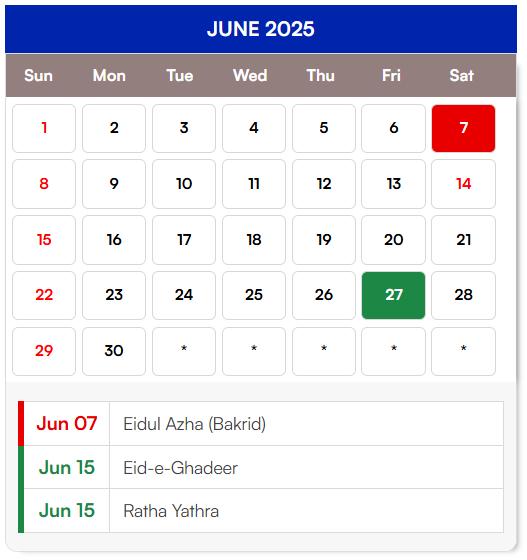 JUNE 2025
Sun Mon Tue Wed Thu Fri Sat
1 2 3 4 5 6 7
8 9 10 11 12 13 14
15 16 17 18 19 20 21
22 23 24 25 26 27 28
29 30 * * * * *
Jun 07 Eidul Azha (Bakrid)
Jun 15 Eid-e-Ghadeer
Jun 15 Ratha Yathra